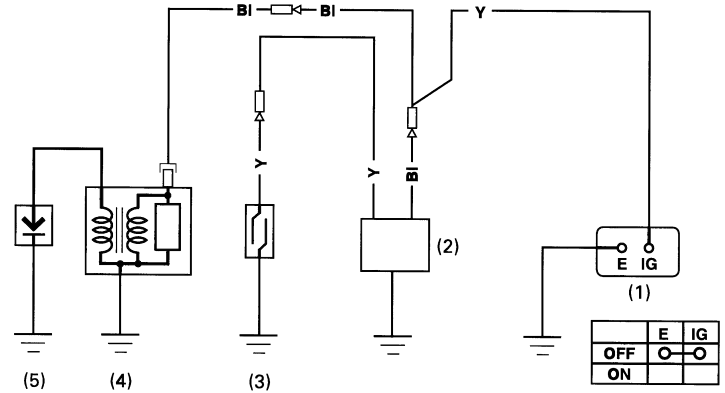 Bl Bl Y
Y Y Bl
(2)
E IG
(1)
E IG
OFF
ON
(5) (4) (3)